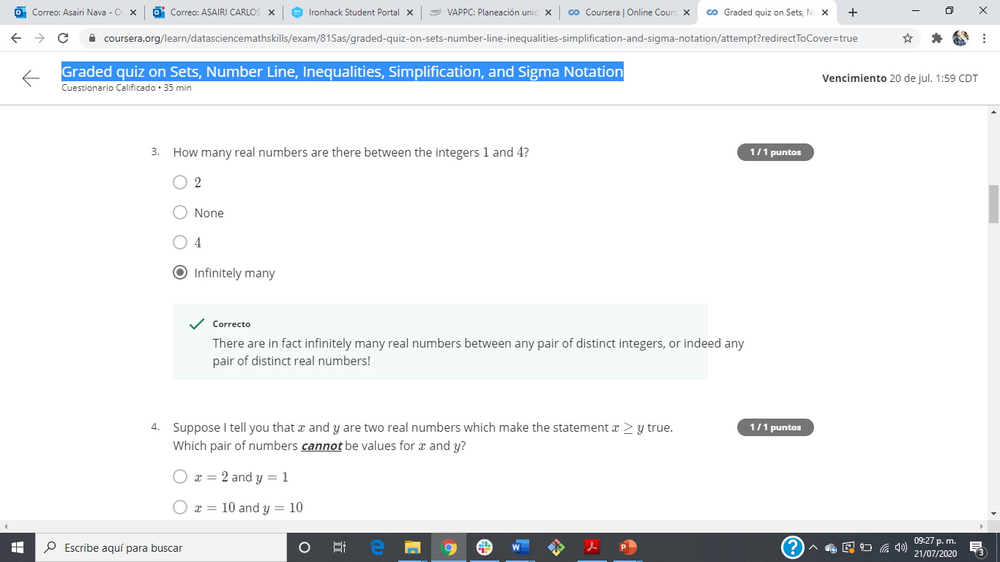 Correo: Asairi Nava - O
Correo: ASAIRI CARLOS
Ironhack Student Portal
VAPPC: Planeación unid
Coursera | Online Cours
Graded quiz on Sets, N
coursera.org/learn/datasciencemathskills/exam/81Sas/graded-quiz-on-sets-number-line-inequalities-simplification-and-sigma-notation/attempt?redirectToCover=true
Graded quiz on Sets, Number Line, Inequalities, Simplification, and Sigma Notation
Cuestionario Calificado • 35 min
Vencimiento 20 de jul. 1:59 CDT
3. How many real numbers are there between the integers 1 and 4?
1 / 1 puntos
2
None
4
Infinitely many
Correcto
There are in fact infinitely many real numbers between any pair of distinct integers, or indeed any
pair of distinct real numbers!
4. Suppose I tell you that x and y are two real numbers which make the statement x ≥ y true.
1 / 1 puntos
Which pair of numbers cannot be values for x and y?
x = 2 and y = 1
x = 10 and y = 10
Escribe aquí para buscar
09:27 p. m.
21/07/2020
3